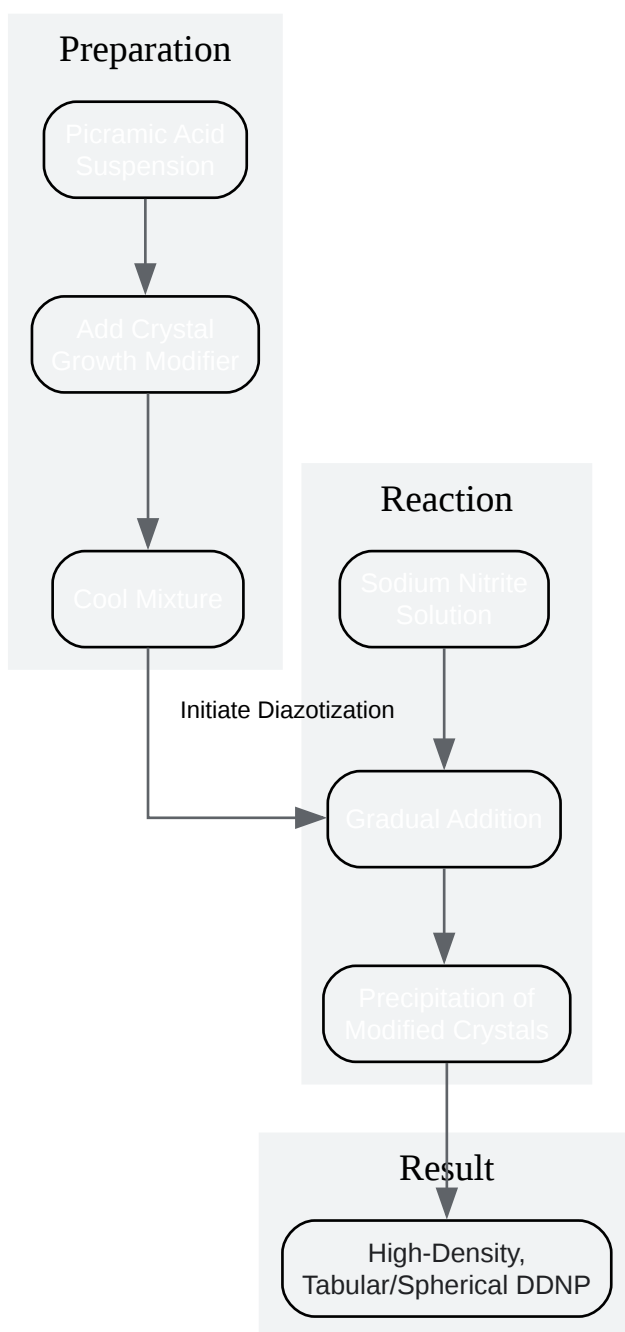 Preparation
Picramic Acid
Suspension
Add Crystal
Growth Modifier
Cool Mixture
Reaction
Sodium Nitrite
Solution
Initiate Diazotization
Gradual Addition
Precipitation of
Modified Crystals
Result
High-Density,
Tabular/Spherical DDNP